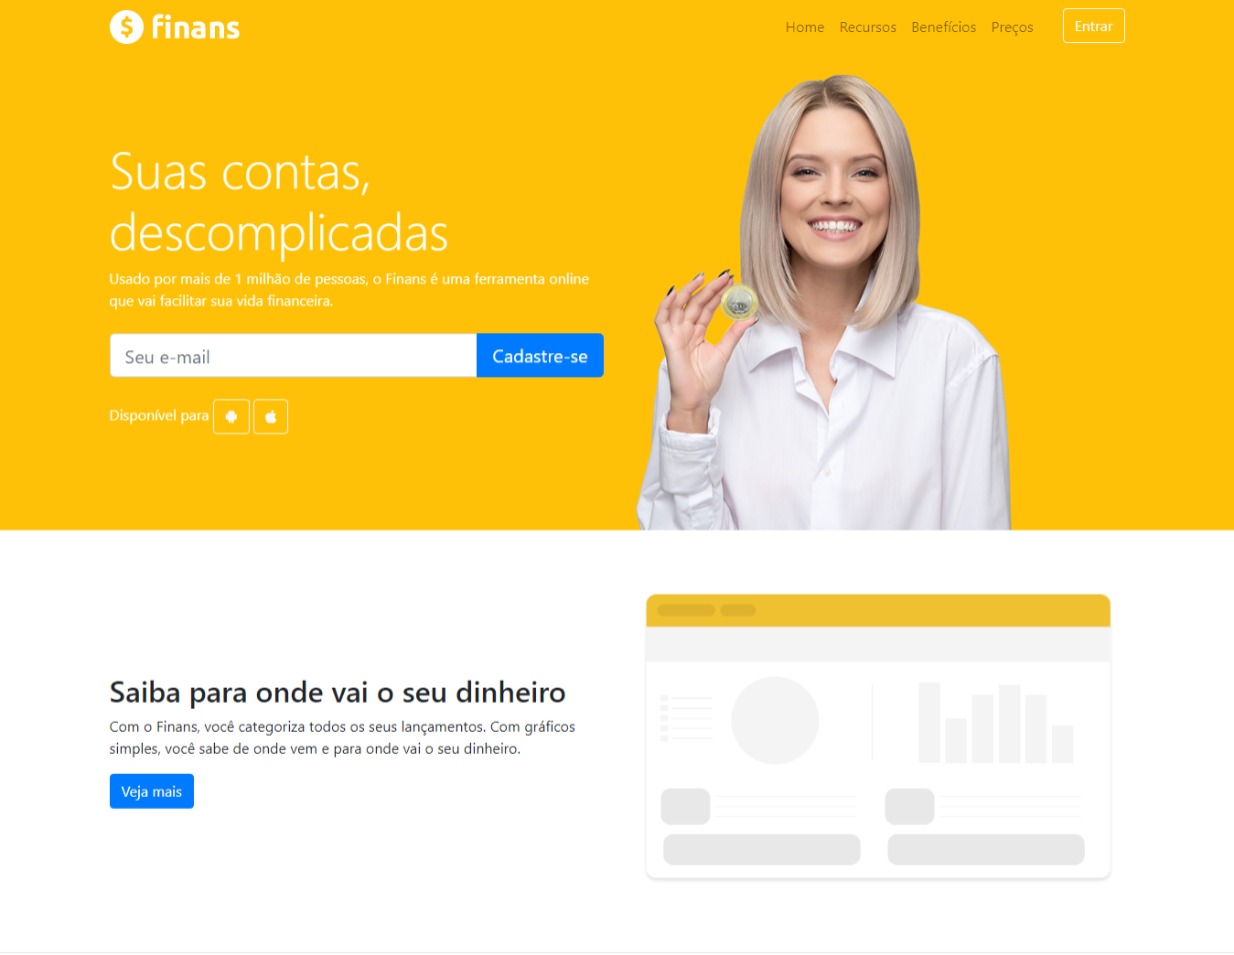 finans
Home Recursos Benefícios Preços Entrar
Suas contas,
descomplicadas
Usado por mais de 1 milhão de pessoas, o Finans é uma ferramenta online
que vai facilitar sua vida financeira.
Seu e-mail Cadastre-se
Disponível para
Saiba para onde vai o seu dinheiro
Com o Finans, você categoriza todos os seus lançamentos. Com gráficos
simples, você sabe de onde vem e para onde vai o seu dinheiro.
Veja mais